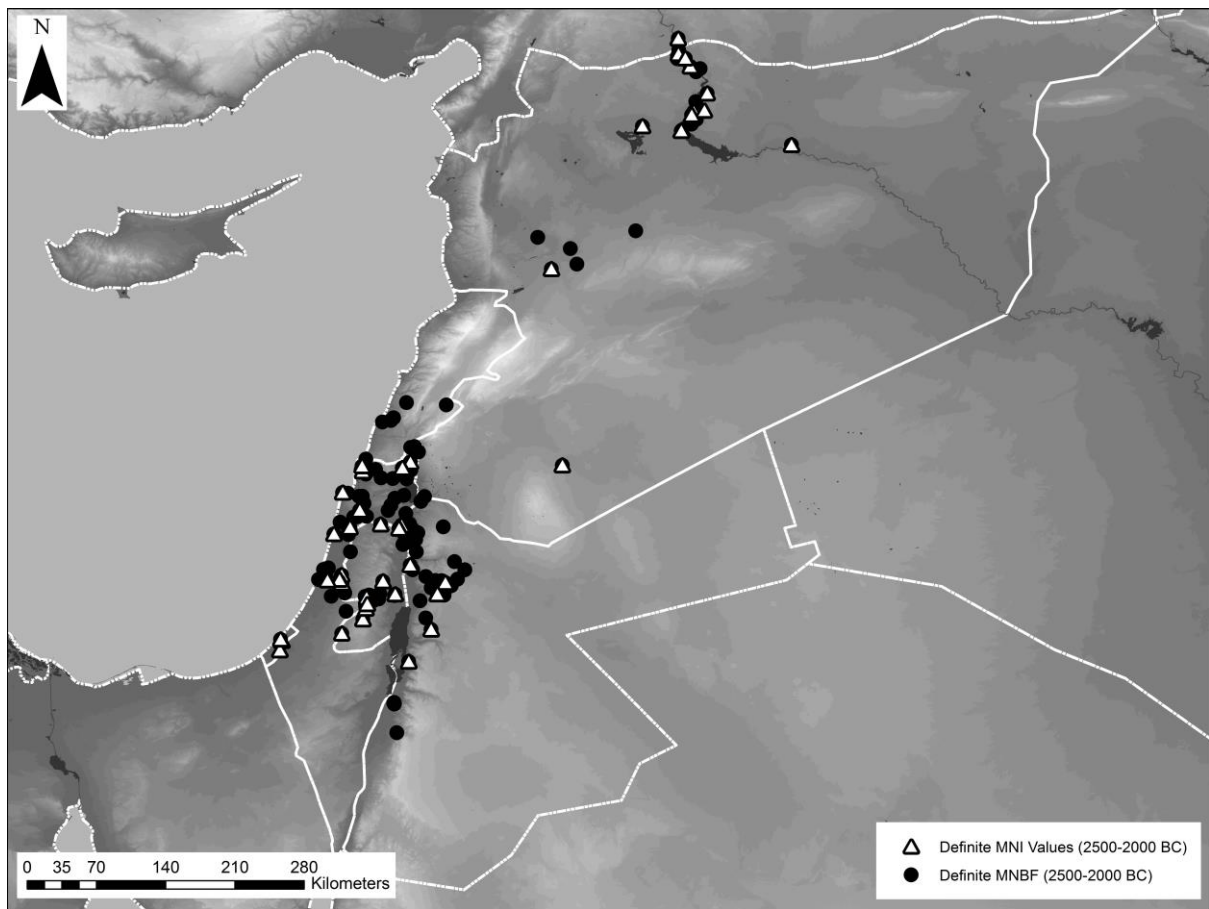 N
0 35 70 140 210 280
Kilometers
Definite MNI Values (2500-2000 BC)
Definite MNBF (2500-2000 BC)